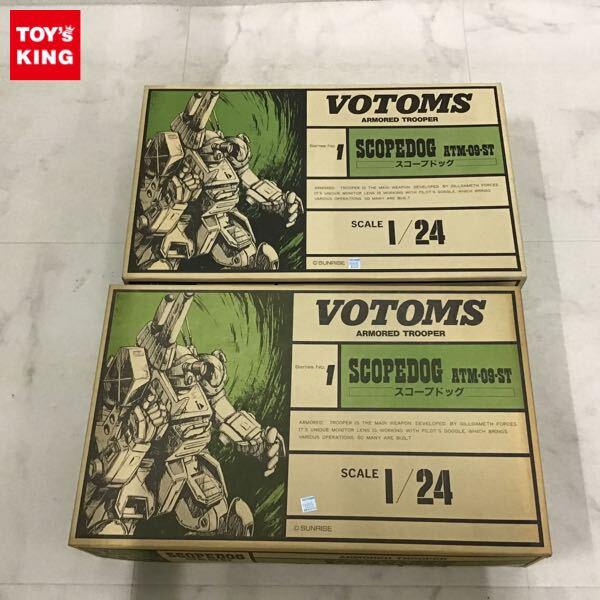 TOY's
KING
VOTOMS
ARMORED TROOPER
Series No.
1
SCOPEDOG ATM-09-ST
スコープドッグ
ARMORED TROOPER IS THE MAIN WEAPON DEVELOPED BY GILLGAMETH FORCES.
IT'S UNIQUE MONITOR LENS IS WORKING WITH PILOT'S GOGGLE, WHICH BRINGS
VARIOUS OPERATIONS. SO MANY ARE BUILT.
SCALE 1/24
©SUNRISE
VOTOMS
ARMORED TROOPER
Series No.
1
SCOPEDOG ATM-09-ST
スコープドッグ
ARMORED TROOPER IS THE MAIN WEAPON DEVELOPED BY GILLGAMETH FORCES.
IT'S UNIQUE MONITOR LENS IS WORKING WITH PILOT'S GOGGLE, WHICH BRINGS
VARIOUS OPERATIONS. SO MANY ARE BUILT.
SCALE 1/24
©SUNRISE
SCOPEDOG
ARMORED TROOPER